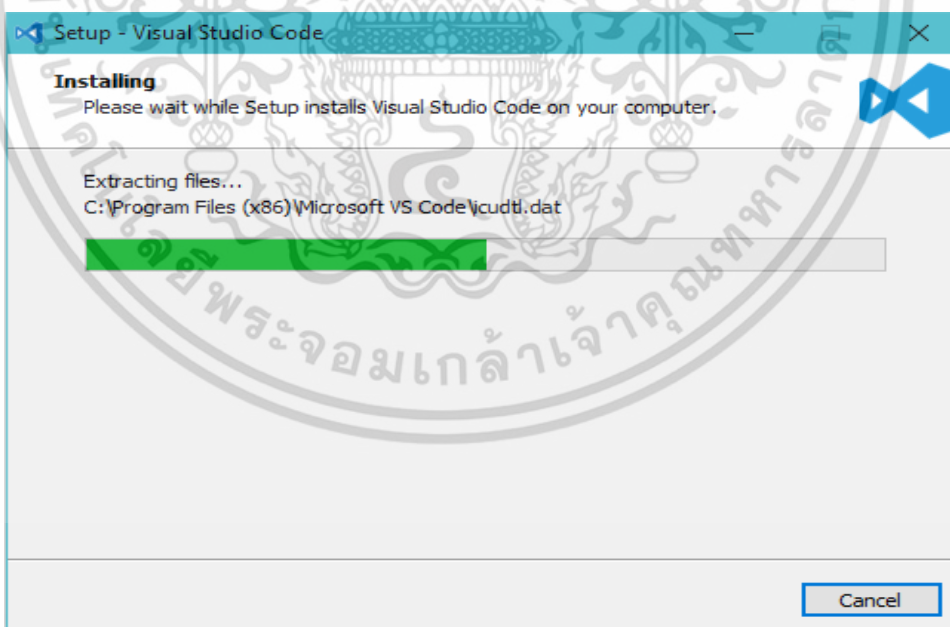 Setup - Visual Studio Code
Installing
Please wait while Setup installs Visual Studio Code on your computer.
Extracting files...
C:\Program Files (x86)\Microsoft VS Code\icudtl.dat
พระจอมเกล้าเจ้าคุณทหารลา
Cancel